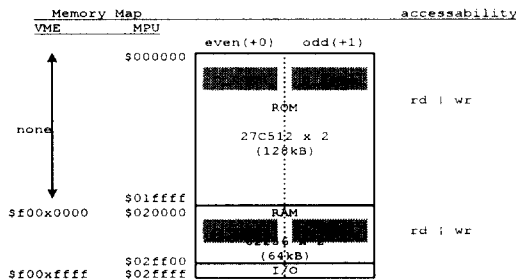 Memory Map accessability
VME MPU
even(+0) odd(+1)
$000000
ROM
rd | wr
none
27C512 x 2
(128kB)
$01ffff
$f00x0000 $020000 RAM
rd | wr
$02ff00 (64kB)
$f00xffff $02ffff I/O